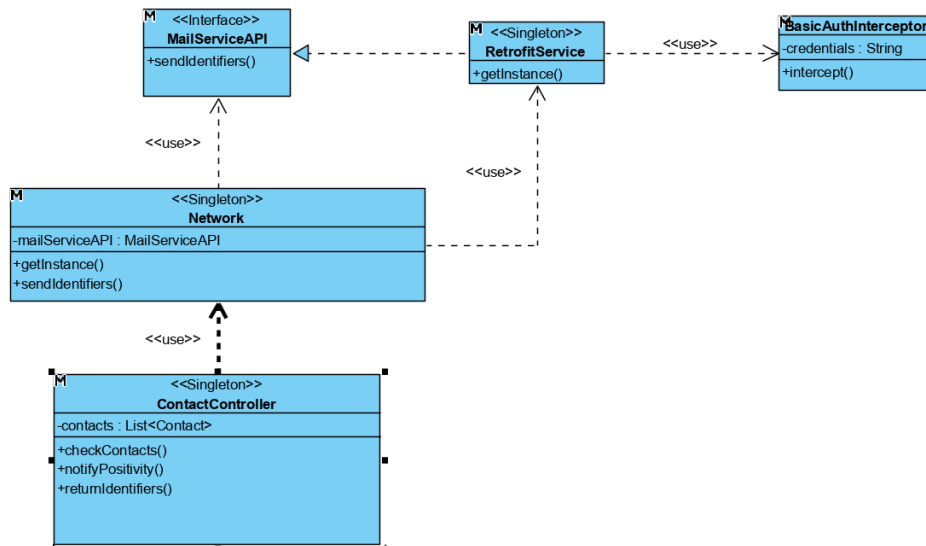 M
<<Interface>>
MailServiceAPI
+sendIdentifiers()
M
<<Singleton>>
RetrofitService
+getInstance()
<<use>>
M
BasicAuthInterceptor
-credentials : String
+intercept()
<<use>>
<<use>>
M
<<Singleton>>
Network
-mailServiceAPI : MailServiceAPI
+getInstance()
+sendIdentifiers()
<<use>>
M
<<Singleton>>
ContactController
-contacts : List<Contact>
+checkContacts()
+notifyPositivity()
+returnIdentifiers()